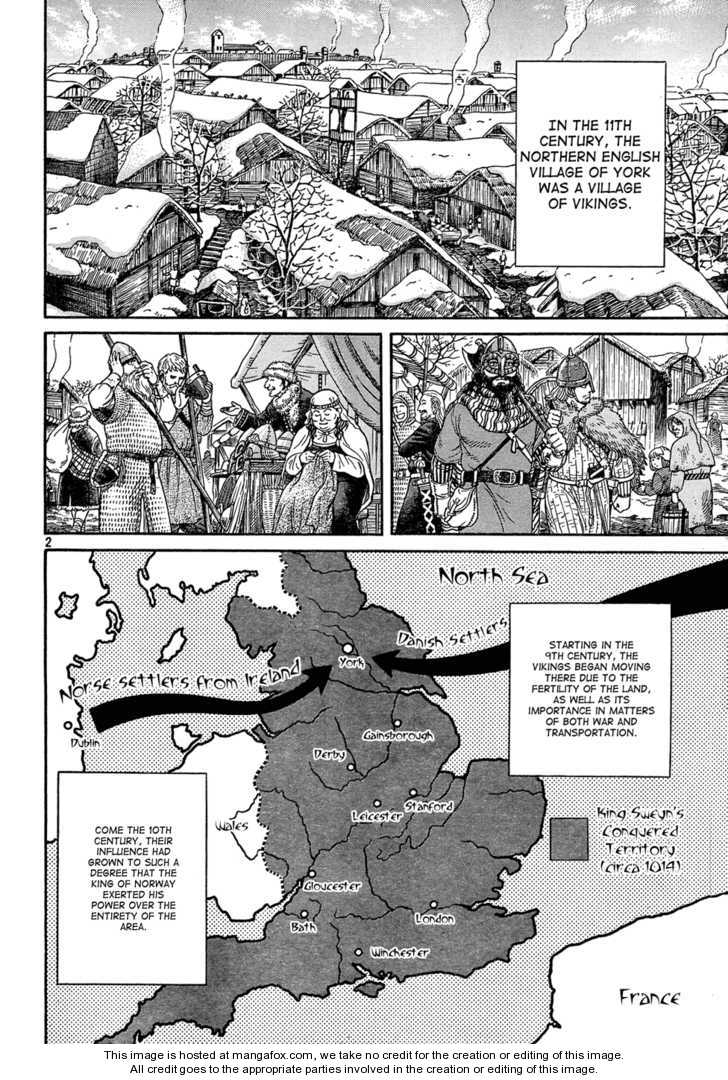 IN THE 11TH
CENTURY, THE
NORTHERN ENGLISH
VILLAGE OF YORK
WAS A VILLAGE
OF VIKINGS.
2
North Sea
Danish settlers
STARTING IN THE
9TH CENTURY, THE
VIKINGS BEGAN MOVING
THERE DUE TO THE
FERTILITY OF THE LAND,
AS WELL AS ITS
IMPORTANCE IN MATTERS
OF BOTH WAR AND
TRANSPORTATION.
York
Norse settlers from Ireland
Dublin
Gainsborough
Derby
Stanford
Leicester
Wales
King Sweyn's
Conquered
Territory
(circa 1014)
COME THE 10TH
CENTURY, THEIR
INFLUENCE HAD
GROWN TO SUCH A
DEGREE THAT THE
KING OF NORWAY
EXERTED HIS
POWER OVER THE
ENTIRETY OF THE
AREA.
Gloucester
London
Bath
Winchester
France
This image is hosted at mangafox.com, we take no credit for the creation or editing of this image.
All credit goes to the appropriate parties involved in the creation or editing of this image.